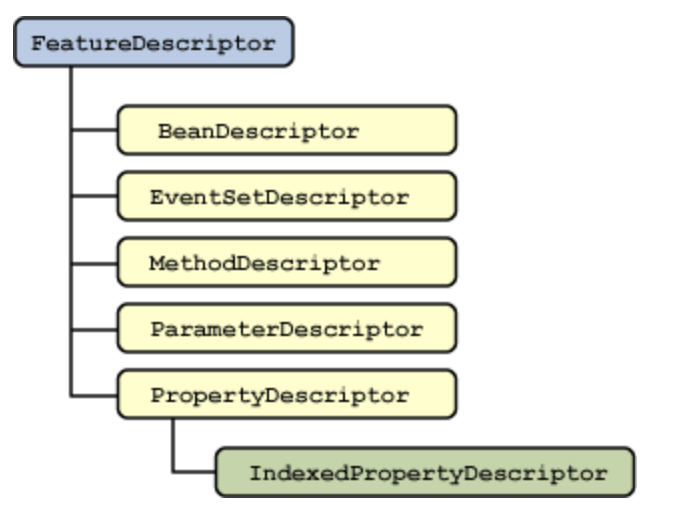 FeatureDescriptor
BeanDescriptor
EventSetDescriptor
MethodDescriptor
ParameterDescriptor
PropertyDescriptor
IndexedPropertyDescriptor